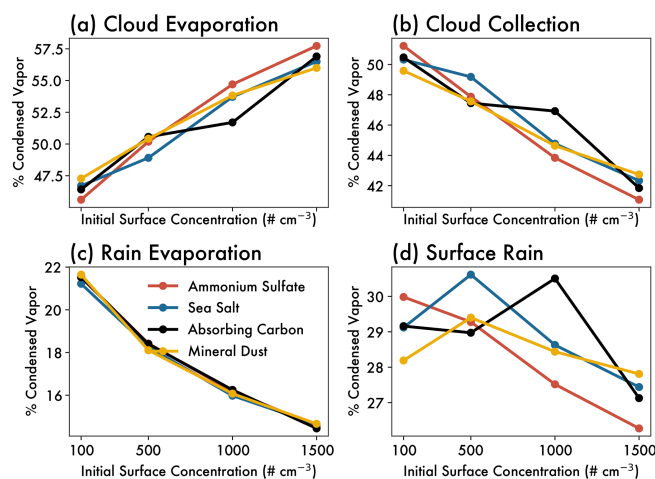 (a) Cloud Evaporation
% Condensed Vapor
57.5
55.0
52.5
50.0
47.5
Initial Surface Concentration (# cm⁻³)
(b) Cloud Collection
% Condensed Vapor
50
48
46
44
42
Initial Surface Concentration (# cm⁻³)
(c) Rain Evaporation
% Condensed Vapor
22
20
18
16
Ammonium Sulfate
Sea Salt
Absorbing Carbon
Mineral Dust
100 500 1000 1500
Initial Surface Concentration (# cm⁻³)
(d) Surface Rain
% Condensed Vapor
30
29
28
27
100 500 1000 1500
Initial Surface Concentration (# cm⁻³)